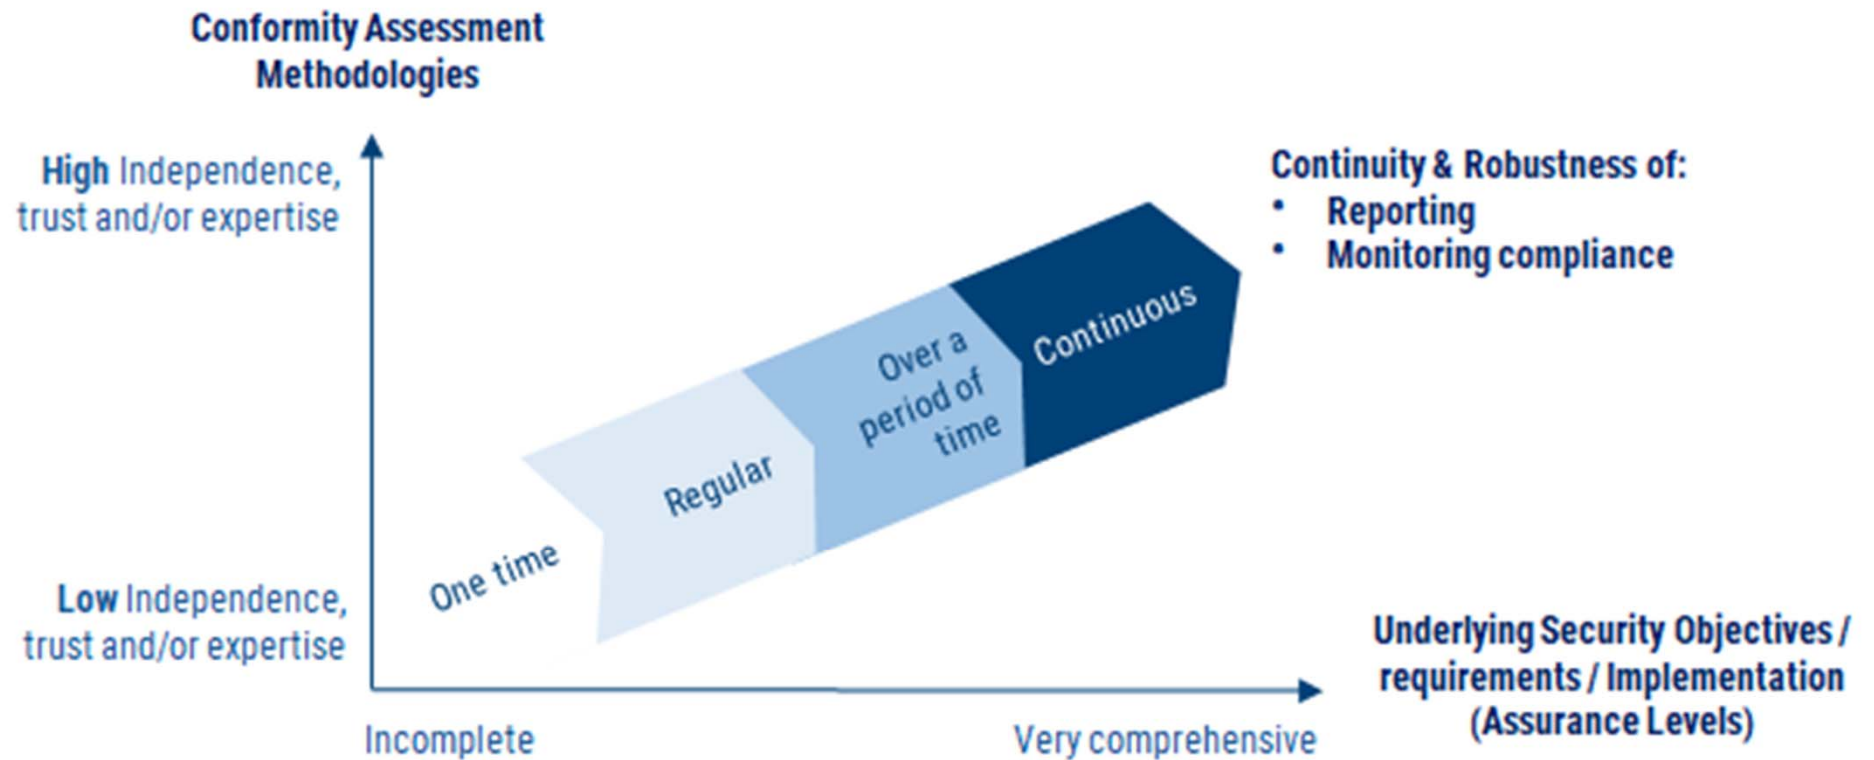 Conformity Assessment
Methodologies
High Independence,
trust and/or expertise
Continuity & Robustness of:
• Reporting
• Monitoring compliance
Continuous
Over a
period of
time
Regular
One time
Low Independence,
trust and/or expertise
Underlying Security Objectives /
requirements / Implementation
(Assurance Levels)
Incomplete
Very comprehensive